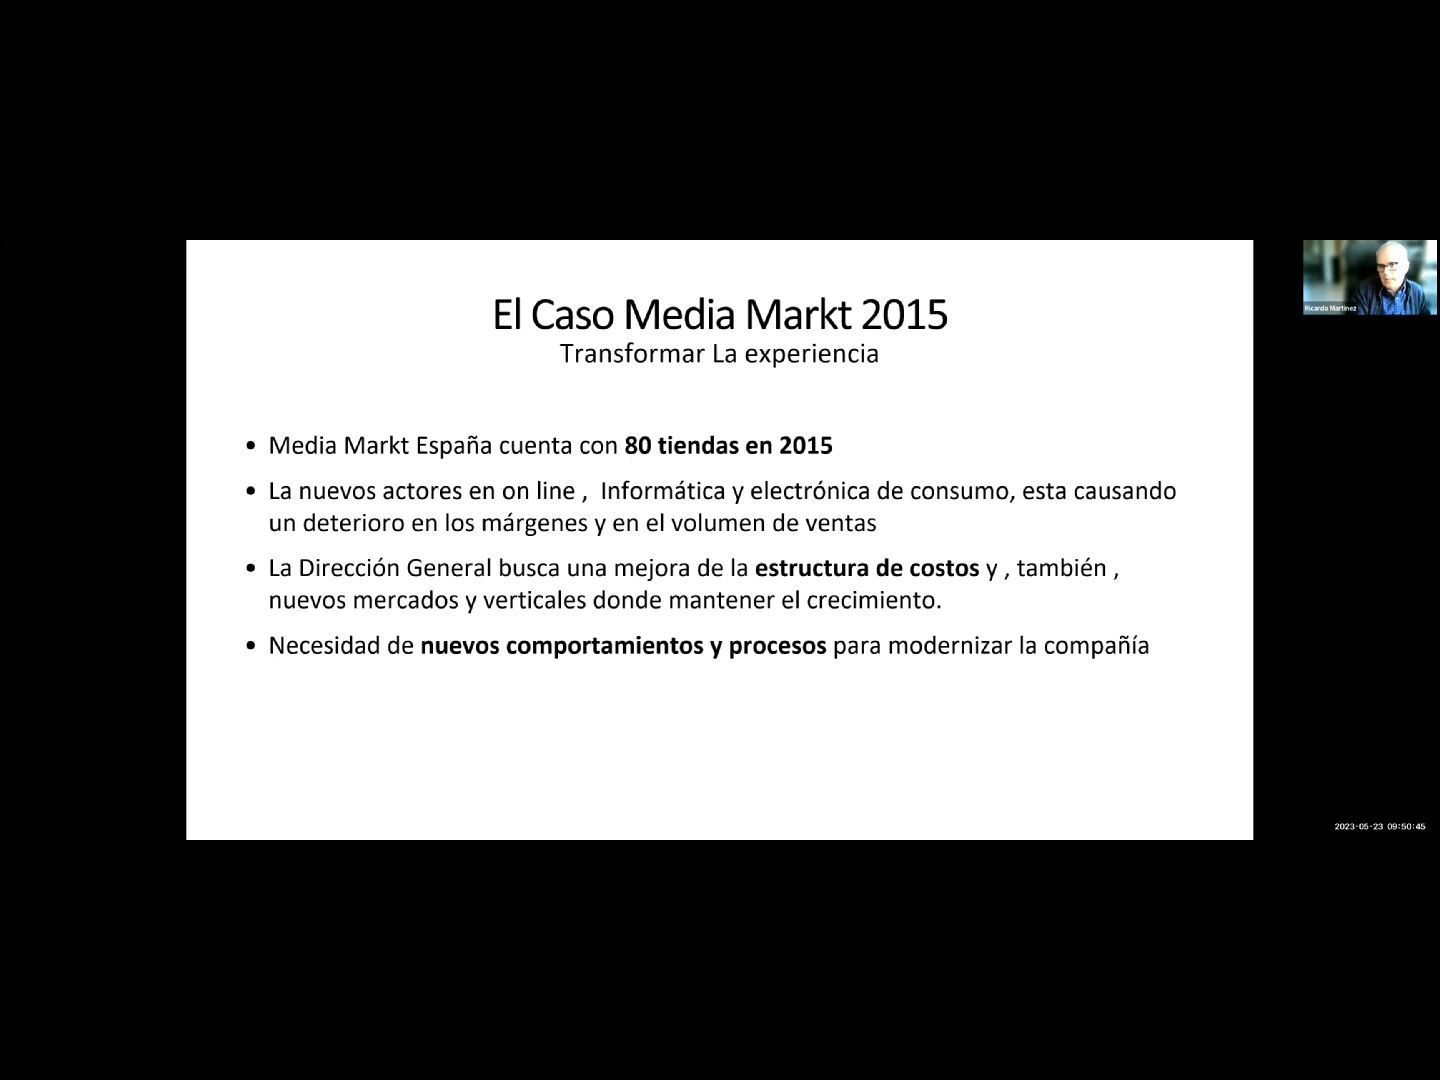 El Caso Media Markt 2015
Transformar La experiencia
• Media Markt España cuenta con 80 tiendas en 2015
• La nuevos actores en on line ,  Informática y electrónica de consumo, esta causando
un deterioro en los márgenes y en el volumen de ventas
• La Dirección General busca una mejora de la estructura de costos y , también ,
nuevos mercados y verticales donde mantener el crecimiento.
• Necesidad de nuevos comportamientos y procesos para modernizar la compañía
Ricardo Martinez
2023-05-23 09:50:45